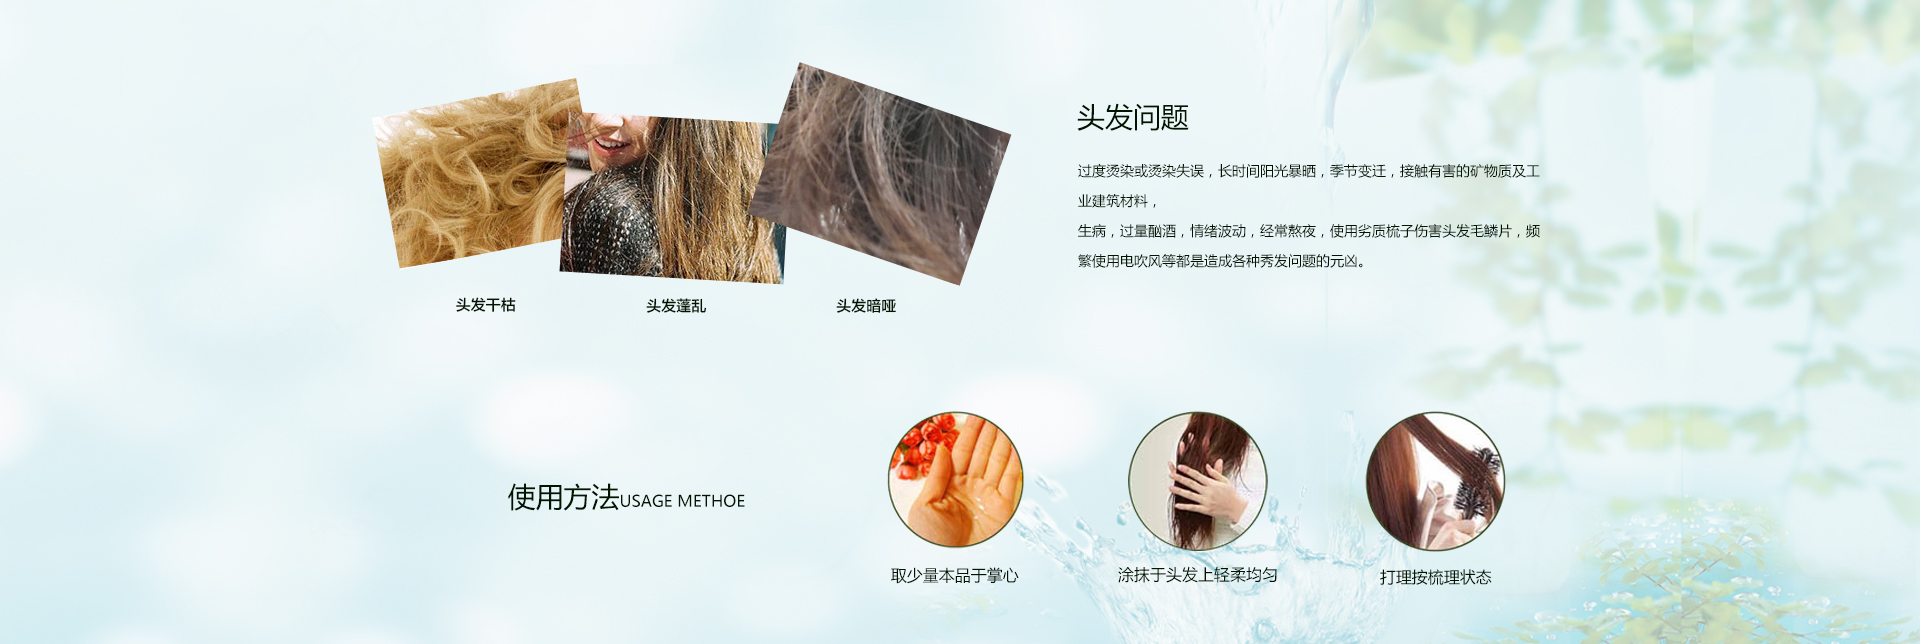 头发干枯
头发蓬乱
头发暗哑
头发问题
过度烫染或烫染失误，长时间阳光暴晒，季节变迁，接触有害的矿物质及工
业建筑材料，
生病，过量酗酒，情绪波动，经常熬夜，使用劣质梳子伤害头发毛鳞片，频
繁使用电吹风等都是造成各种秀发问题的元凶。
使用方法USAGE METHOE
取少量本品于掌心
涂抹于头发上轻柔均匀
打理按梳理状态